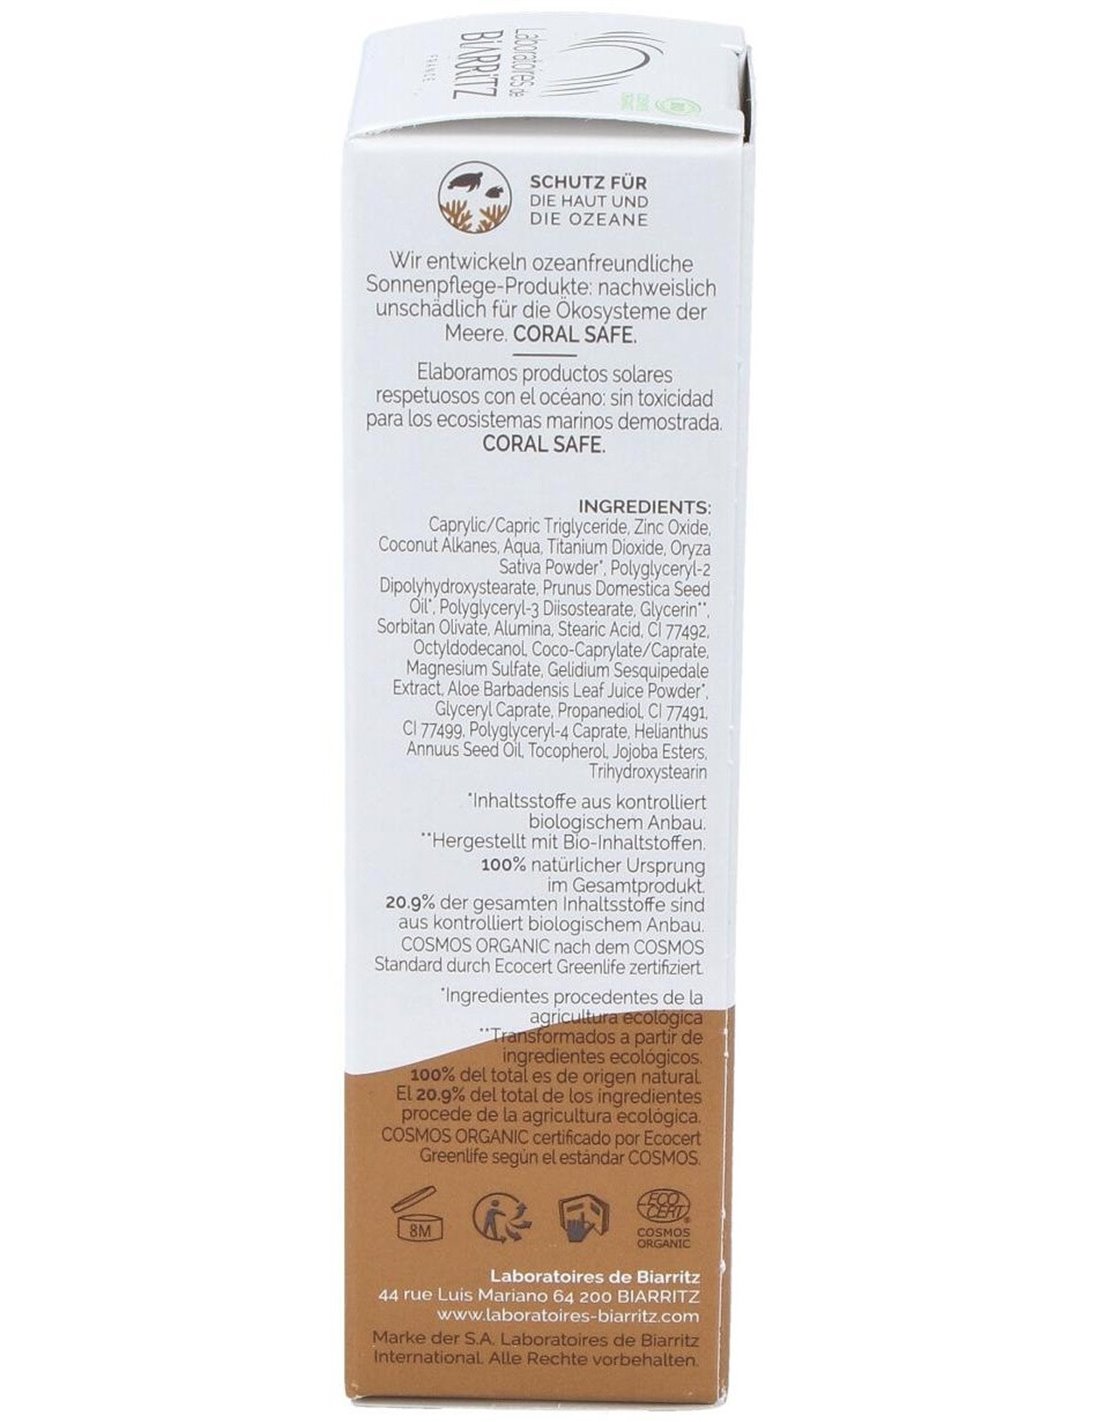 Laboratoires de
BiARRiTZ
FRANCE
SCHUTZ FÜR
DIE HAUT UND
DIE OZEANE
Wir entwickeln ozeanfreundliche
Sonnenpflege-Produkte: nachweislich
unschädlich für die Ökosysteme der
Meere. CORAL SAFE.
Elaboramos productos solares
respetuosos con el océano: sin toxicidad
para los ecosistemas marinos demostrada.
CORAL SAFE.
INGREDIENTS:
Caprylic/Capric Triglyceride, Zinc Oxide,
Coconut Alkanes, Aqua, Titanium Dioxide, Oryza
Sativa Powder*, Polyglyceryl-2
Dipolyhydroxystearate, Prunus Domestica Seed
Oil*, Polyglyceryl-3 Diisostearate, Glycerin**,
Sorbitan Olivate, Alumina, Stearic Acid, CI 77492,
Octyldodecanol, Coco-Caprylate/Caprate,
Magnesium Sulfate, Gelidium Sesquipedale
Extract, Aloe Barbadensis Leaf Juice Powder*,
Glyceryl Caprate, Propanediol, CI 77491,
CI 77499, Polyglyceryl-4 Caprate, Helianthus
Annuus Seed Oil, Tocopherol, Jojoba Esters,
Trihydroxystearin
*Inhaltsstoffe aus kontrolliert
biologischem Anbau.
**Hergestellt mit Bio-Inhaltstoffen.
100% natürlicher Ursprung
im Gesamtprodukt.
20.9% der gesamten Inhaltsstoffe sind
aus kontrolliert biologischem Anbau.
COSMOS ORGANIC nach dem COSMOS
Standard durch Ecocert Greenlife zertifiziert.
*Ingredientes procedentes de la
agricultura ecológica
**Transformados a partir de
ingredientes ecológicos.
100% del total es de origen natural.
El 20.9% del total de los ingredientes
procede de la agricultura ecológica.
COSMOS ORGANIC certificado por Ecocert
Greenlife según el estándar COSMOS.
8M
ECO
CERT®
COSMOS
ORGANIC
Laboratoires de Biarritz
44 rue Luis Mariano 64 200 BIARRITZ
www.laboratoires-biarritz.com
Marke der S.A. Laboratoires de Biarritz
International. Alle Rechte vorbehalten.